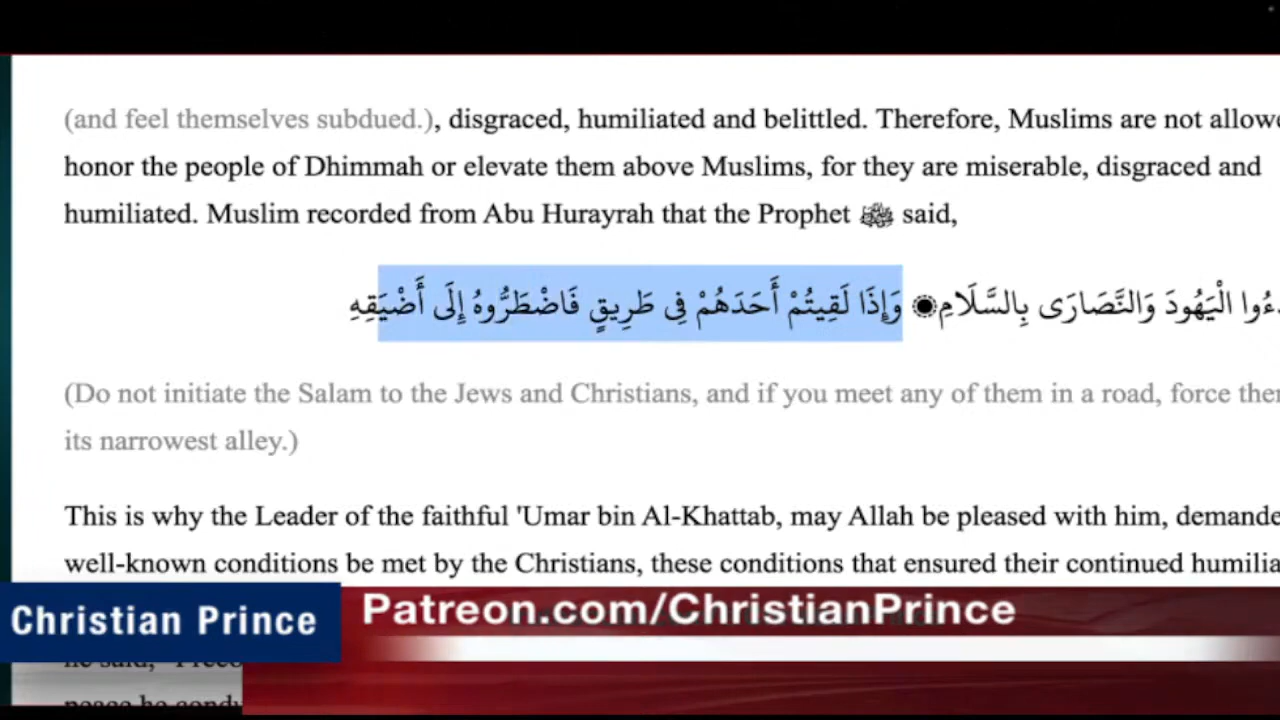 (and feel themselves subdued.), disgraced, humiliated and belittled. Therefore, Muslims are not allowe
honor the people of Dhimmah or elevate them above Muslims, for they are miserable, disgraced and
humiliated. Muslim recorded from Abu Hurayrah that the Prophet ﷺ said,
ءُوا الْيَهُودَ وَالنَّصَارَى بِالسَّلَامِ وَإِذَا لَقِيتُمْ أَحَدَهُمْ فِي طَرِيقٍ فَاضْطَرُّوهُ إِلَى أَضْيَقِهِ
(Do not initiate the Salam to the Jews and Christians, and if you meet any of them in a road, force the
its narrowest alley.)
This is why the Leader of the faithful 'Umar bin Al-Khattab, may Allah be pleased with him, demande
well-known conditions be met by the Christians, these conditions that ensured their continued humilia
Christian Prince
Patreon.com/ChristianPrince
he said,
peace he